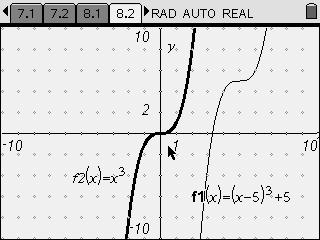 7.1 7.2 8.1 8.2 RAD AUTO REAL
10 y
2
-10 1 10
f2(x)=x³
f1(x)=(x-5)³+5
-10